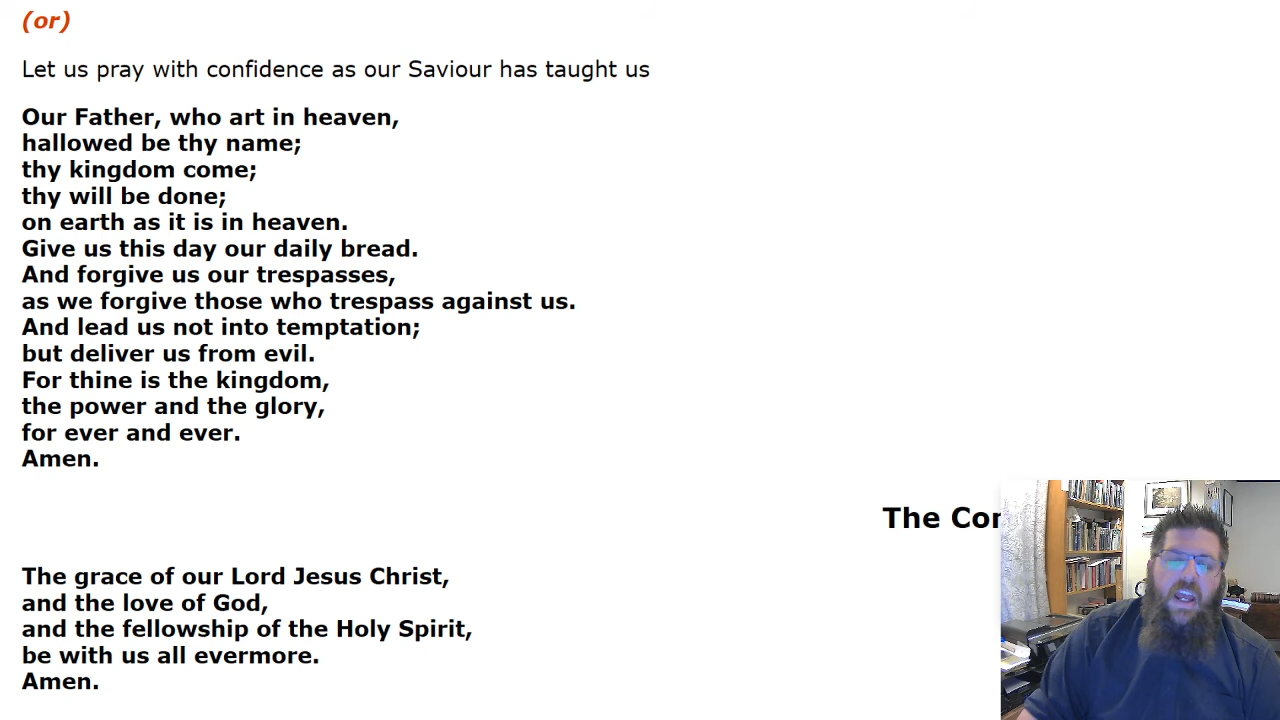 (or)
Let us pray with confidence as our Saviour has taught us
Our Father, who art in heaven,
hallowed be thy name;
thy kingdom come;
thy will be done;
on earth as it is in heaven.
Give us this day our daily bread.
And forgive us our trespasses,
as we forgive those who trespass against us.
And lead us not into temptation;
but deliver us from evil.
For thine is the kingdom,
the power and the glory,
for ever and ever.
Amen.
The
The grace of our Lord Jesus Christ,
and the love of God,
and the fellowship of the Holy Spirit,
be with us all evermore.
Amen.